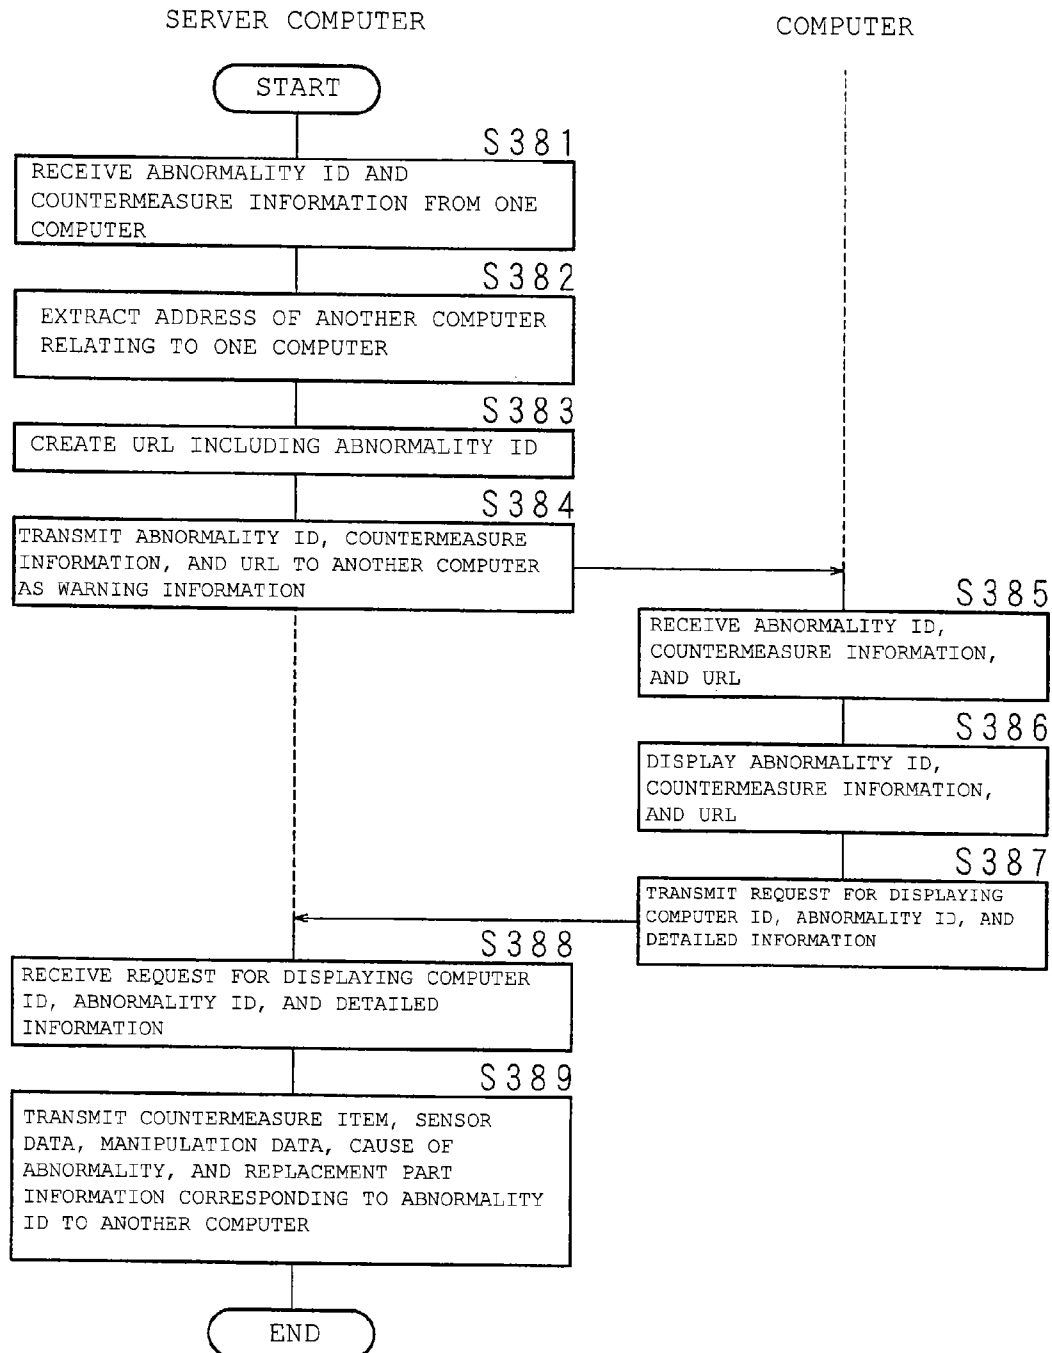 SERVER COMPUTER
COMPUTER
START
S381
RECEIVE ABNORMALITY ID AND
COUNTERMEASURE INFORMATION FROM ONE
COMPUTER
S382
EXTRACT ADDRESS OF ANOTHER COMPUTER
RELATING TO ONE COMPUTER
S383
CREATE URL INCLUDING ABNORMALITY ID
S384
TRANSMIT ABNORMALITY ID, COUNTERMEASURE
INFORMATION, AND URL TO ANOTHER COMPUTER
AS WARNING INFORMATION
S385
RECEIVE ABNORMALITY ID,
COUNTERMEASURE INFORMATION,
AND URL
S386
DISPLAY ABNORMALITY ID,
COUNTERMEASURE INFORMATION,
AND URL
S387
TRANSMIT REQUEST FOR DISPLAYING
COMPUTER ID, ABNORMALITY ID, AND
DETAILED INFORMATION
S388
RECEIVE REQUEST FOR DISPLAYING COMPUTER
ID, ABNORMALITY ID, AND DETAILED
INFORMATION
S389
TRANSMIT COUNTERMEASURE ITEM, SENSOR
DATA, MANIPULATION DATA, CAUSE OF
ABNORMALITY, AND REPLACEMENT PART
INFORMATION CORRESPONDING TO ABNORMALITY
ID TO ANOTHER COMPUTER
END